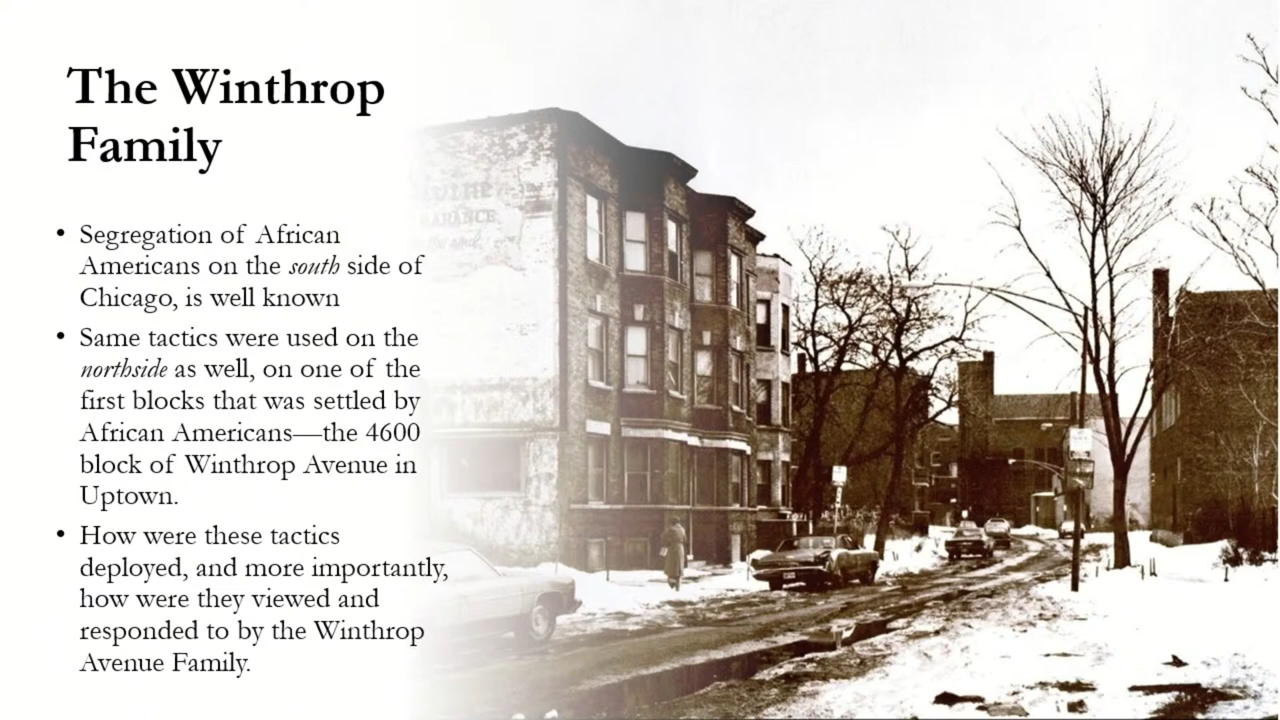 The Winthrop
Family
• Segregation of African
Americans on the south side of
Chicago, is well known
• Same tactics were used on the
northside as well, on one of the
first blocks that was settled by
African Americans—the 4600
block of Winthrop Avenue in
Uptown.
• How were these tactics
deployed, and more importantly,
how were they viewed and
responded to by the Winthrop
Avenue Family.